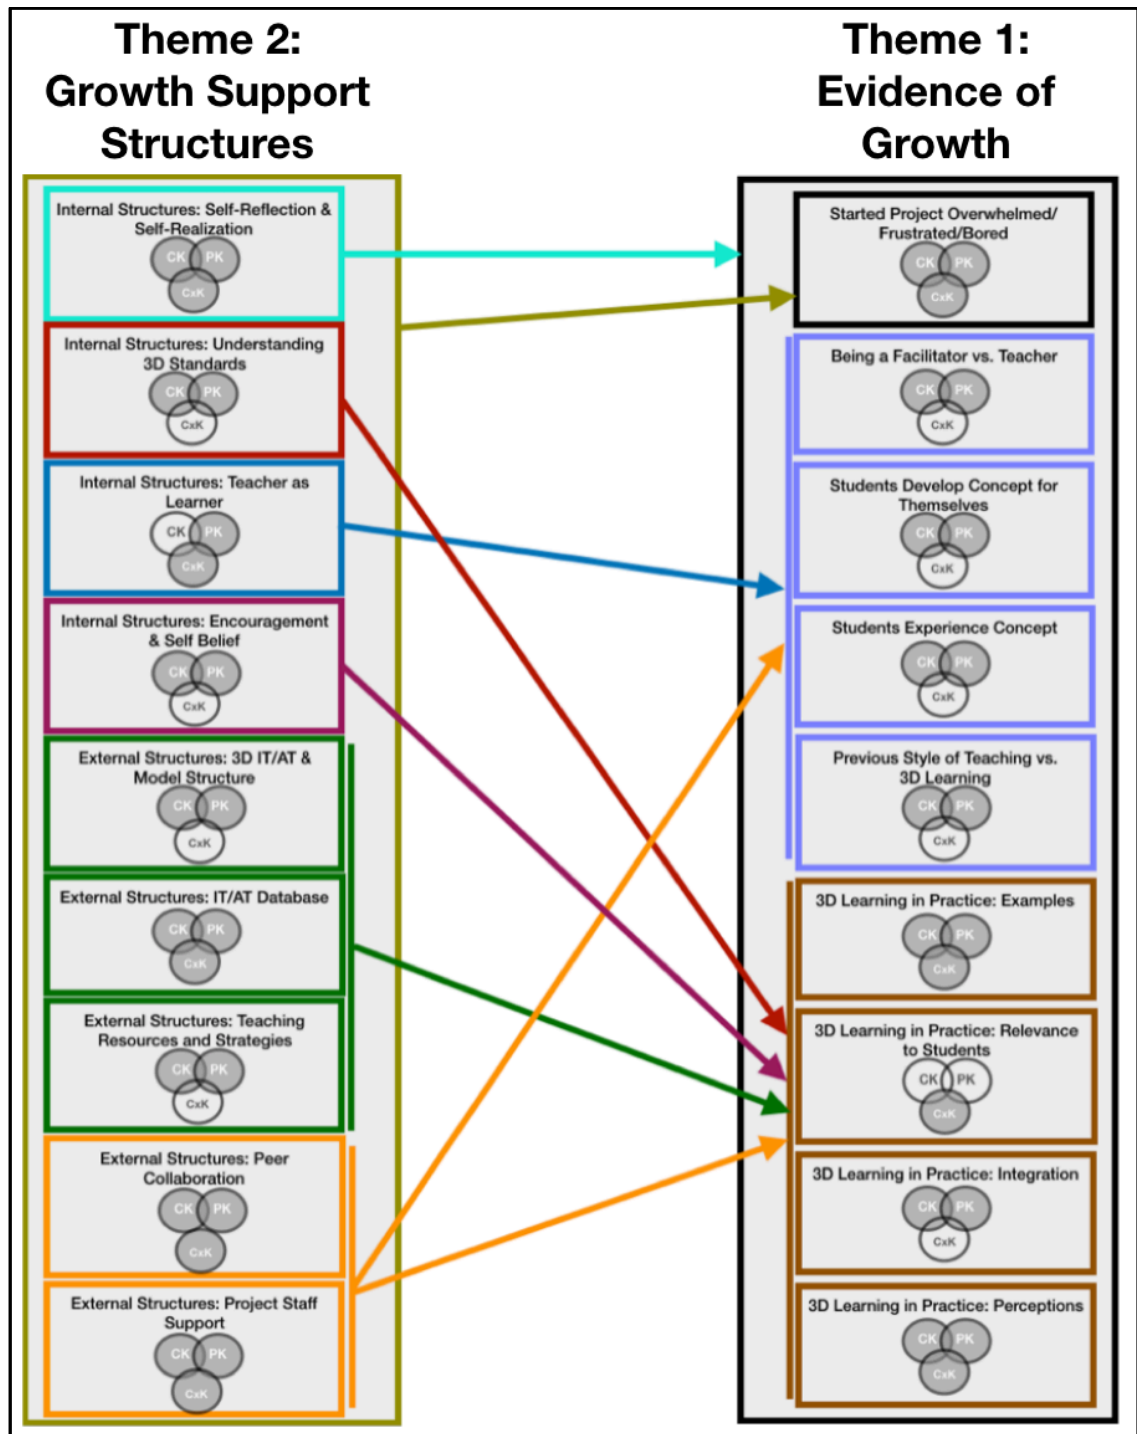 Theme 2:
Growth Support
Structures
Internal Structures: Self-Reflection &
Self-Realization
CK PK
CxK
Internal Structures: Understanding
3D Standards
CK PK
CxK
Internal Structures: Teacher as
Learner
CK PK
CxK
Internal Structures: Encouragement
& Self Belief
CK PK
CxK
External Structures: 3D IT/AT &
Model Structure
CK PK
CxK
External Structures: IT/AT Database
CK PK
CxK
External Structures: Teaching
Resources and Strategies
CK PK
CxK
External Structures: Peer
Collaboration
CK PK
CxK
External Structures: Project Staff
Support
CK PK
CxK
Theme 1:
Evidence of
Growth
Started Project Overwhelmed/
Frustrated/Bored
CK PK
CxK
Being a Facilitator vs. Teacher
CK PK
CxK
Students Develop Concept for
Themselves
CK PK
CxK
Students Experience Concept
CK PK
CxK
Previous Style of Teaching vs.
3D Learning
CK PK
CxK
3D Learning in Practice: Examples
CK PK
CxK
3D Learning in Practice: Relevance
to Students
CK PK
CxK
3D Learning in Practice: Integration
CK PK
CxK
3D Learning in Practice: Perceptions
CK PK
CxK